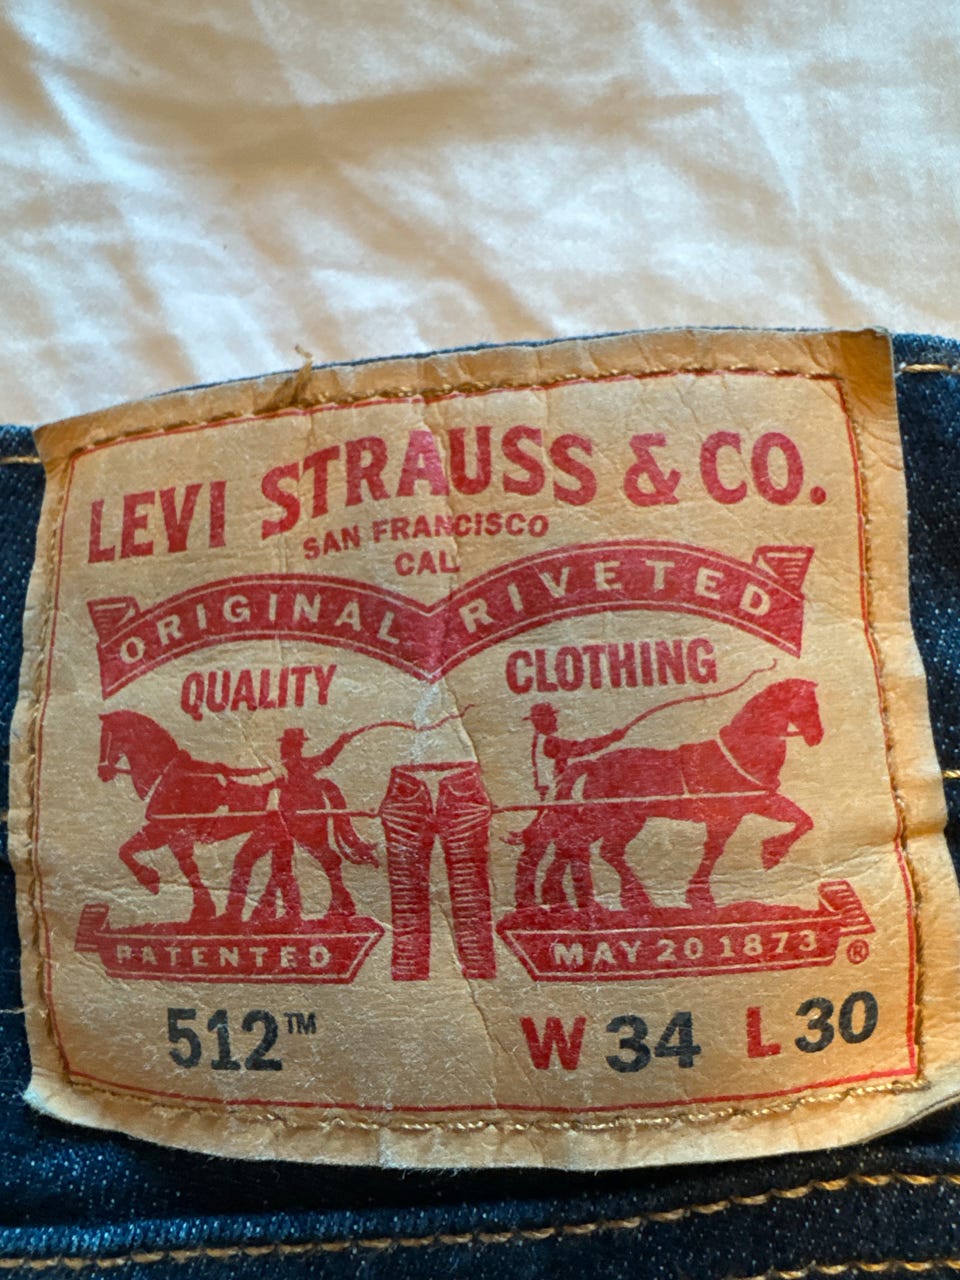 LEVI STRAUSS & CO.
SAN FRANCISCO
CAL
ORIGINAL RIVETED
QUALITY CLOTHING
PATENTED MAY 20 1873 ®
512™ W 34 L 30